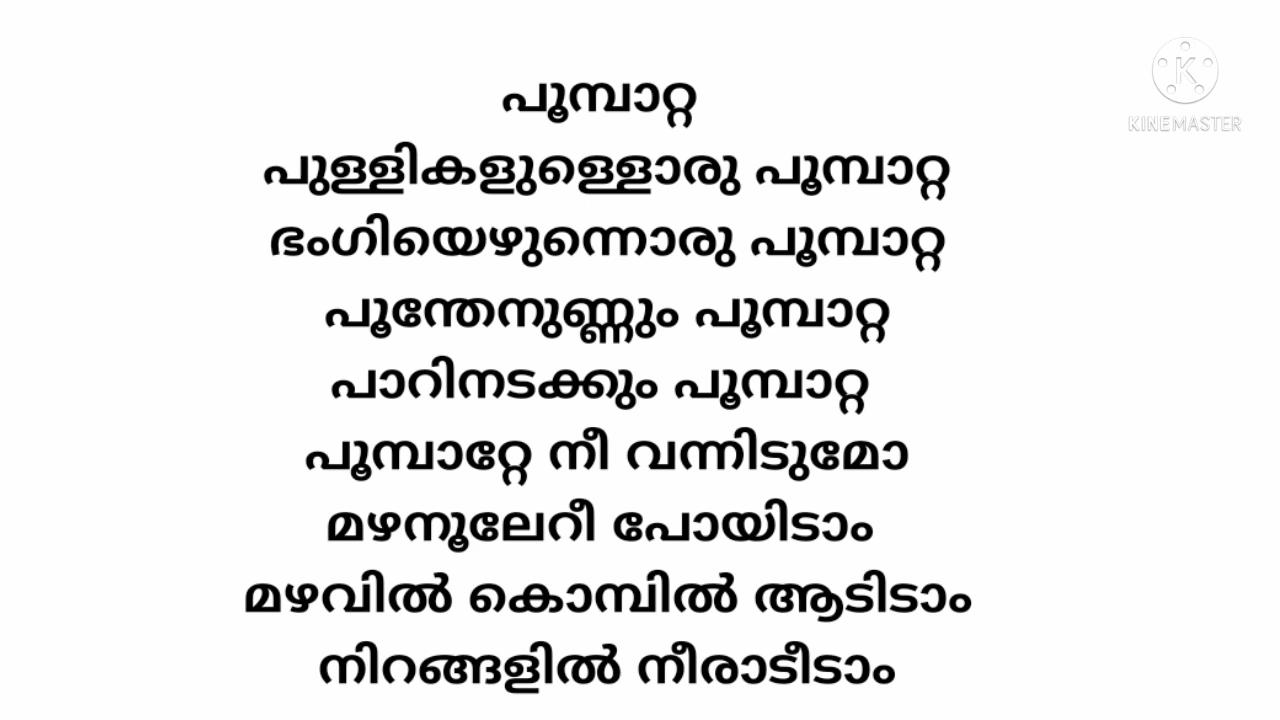 പൂമ്പാറ്റ
പുള്ളികളുള്ളൊരു പൂമ്പാറ്റ
ഭംഗിയെഴുന്നൊരു പൂമ്പാറ്റ
പൂന്തേനുണ്ണും പൂമ്പാറ്റ
പാറിനടക്കും പൂമ്പാറ്റ
പൂമ്പാറ്റേ നീ വന്നിടുമോ
മഴനൂലേറീ പോയിടാം
മഴവിൽ കൊമ്പിൽ ആടിടാം
നിറങ്ങളിൽ നീരാടീടാം
KINEMASTER